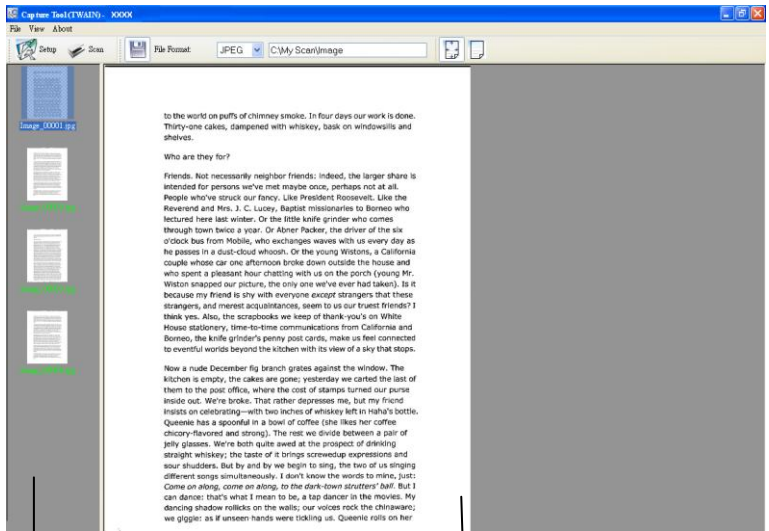 Capture Tool(TWAIN) - XXXX
File View About
Setup Scan File Format: JPEG C:\My Scan\Image
Image_00001.jpg
to the world on puffs of chimney smoke. In four days our work is done.
Thirty-one cakes, dampened with whiskey, bask on windowsills and
shelves.
Who are they for?
Friends. Not necessarily neighbor friends: indeed, the larger share is
intended for persons we've met maybe once, perhaps not at all.
People who've struck our fancy. Like President Roosevelt. Like the
Reverend and Mrs. J. C. Lucey, Baptist missionaries to Borneo who
lectured here last winter. Or the little knife grinder who comes
through town twice a year. Or Abner Packer, the driver of the six
o'clock bus from Mobile, who exchanges waves with us every day as
he passes in a dust-cloud whoosh. Or the young Wistons, a California
couple whose car one afternoon broke down outside the house and
who spent a pleasant hour chatting with us on the porch (young Mr.
Wiston snapped our picture, the only one we've ever had taken). Is it
because my friend is shy with everyone except strangers that these
strangers, and merest acquaintances, seem to us our truest friends? I
think yes. Also, the scrapbooks we keep of thank-you's on White
House stationery, time-to-time communications from California and
Borneo, the knife grinder's penny post cards, make us feel connected
to eventful worlds beyond the kitchen with its view of a sky that stops.
Now a nude December fig branch grates against the window. The
kitchen is empty, the cakes are gone; yesterday we carted the last of
them to the post office, where the cost of stamps turned our purse
inside out. We're broke. That rather depresses me, but my friend
insists on celebrating—with two inches of whiskey left in Haha's bottle.
Queenie has a spoonful in a bowl of coffee (she likes her coffee
chicory-flavored and strong). The rest we divide between a pair of
jelly glasses. We're both quite awed at the prospect of drinking
straight whiskey; the taste of it brings screwedup expressions and
sour shudders. But by and by we begin to sing, the two of us singing
different songs simultaneously. I don't know the words to mine, just:
Come on along, come on along, to the dark-town strutters' ball. But I
can dance: that's what I mean to be, a tap dancer in the movies. My
dancing shadow rollicks on the walls; our voices rock the chinaware;
we giggle: as if unseen hands were tickling us. Queenie rolls on her